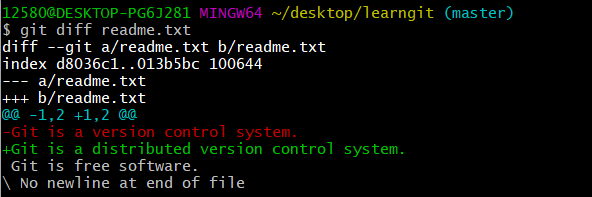 12580@DESKTOP-PG6J281 MINGW64 ~/desktop/learngit (master)
$ git diff readme.txt
diff --git a/readme.txt b/readme.txt
index d8036c1..013b5bc 100644
--- a/readme.txt
+++ b/readme.txt
@@ -1,2 +1,2 @@
-Git is a version control system.
+Git is a distributed version control system.
 Git is free software.
\ No newline at end of file